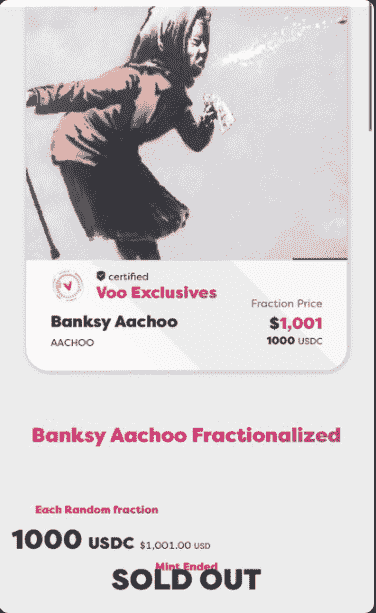 certified
Voo Exclusives
Fraction Price
Banksy Aachoo
$1,001
AACHOO
1000 USDC
Banksy Aachoo Fractionalized
Each Random fraction
1000 USDC $1,001.00 USD
Mint Ended
SOLD OUT